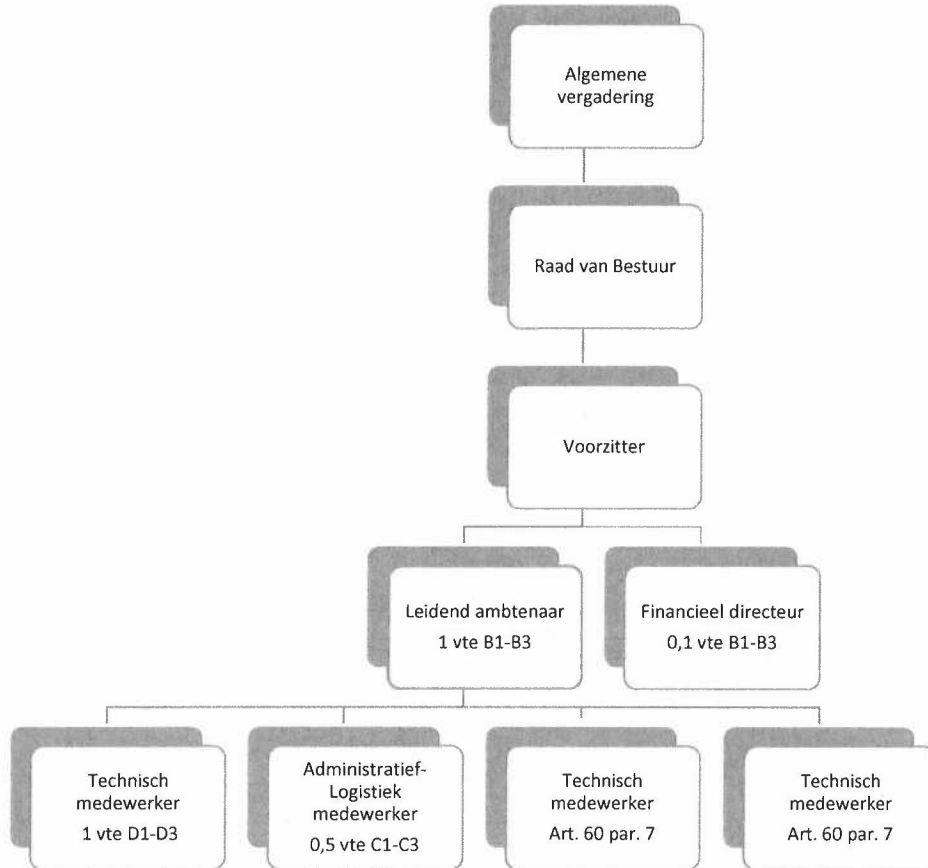 Algemene
vergadering
Raad van Bestuur
Voorzitter
Leidend ambtenaar
1 vte B1-B3
Financieel directeur
0,1 vte B1-B3
Technisch
medewerker
1 vte D1-D3
Administratief-
Logistiek
medewerker
0,5 vte C1-C3
Technisch
medewerker
Art. 60 par. 7
Technisch
medewerker
Art. 60 par. 7